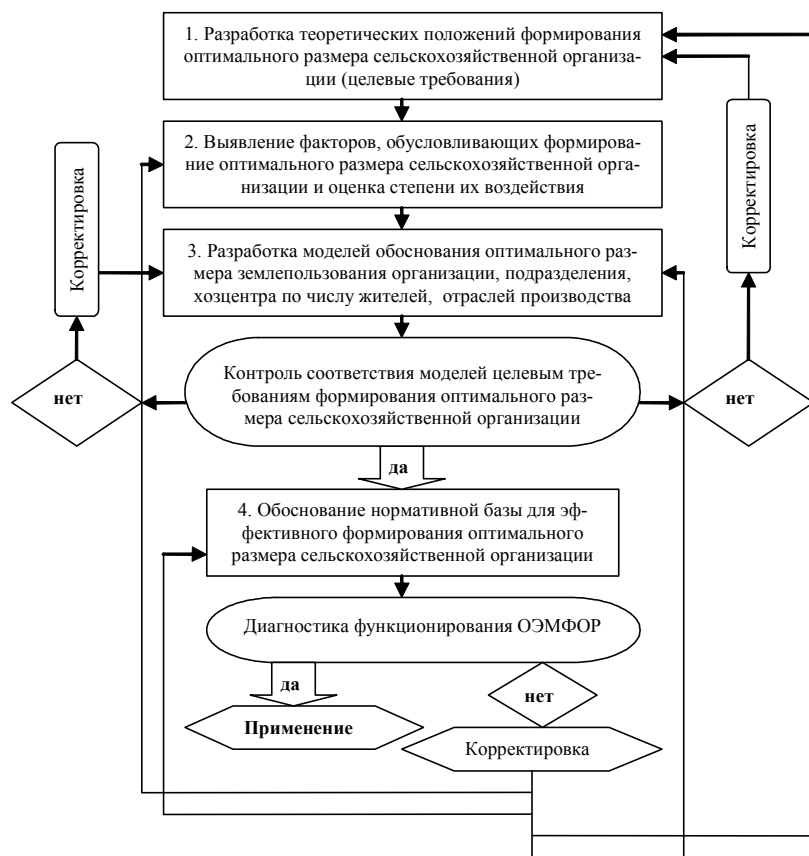 1. Разработка теоретических положений формирования
оптимального размера сельскохозяйственной организа-
ции (целевые требования)
2. Выявление факторов, обусловливающих формирова-
ние оптимального размера сельскохозяйственной орга-
низации и оценка степени их воздействия
Корректировка
Корректировка
3. Разработка моделей обоснования оптимального раз-
мера землепользования организации, подразделения,
хозцентра по числу жителей, отраслей производства
нет
Контроль соответствия моделей целевым тре-
бованиям формирования оптимального раз-
мера сельскохозяйственной организации
нет
да
4. Обоснование нормативной базы для эф-
фективного формирования оптимального
размера сельскохозяйственной организации
Диагностика функционирования ОЭМФОР
да
нет
Применение
Корректировка